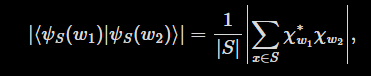 |⟨ψ_S(w_1)|ψ_S(w_2)⟩| = \frac{1}{|S|} \left| \sum_{x∈S} χ^*_{w_1} χ_{w_2} \right|,